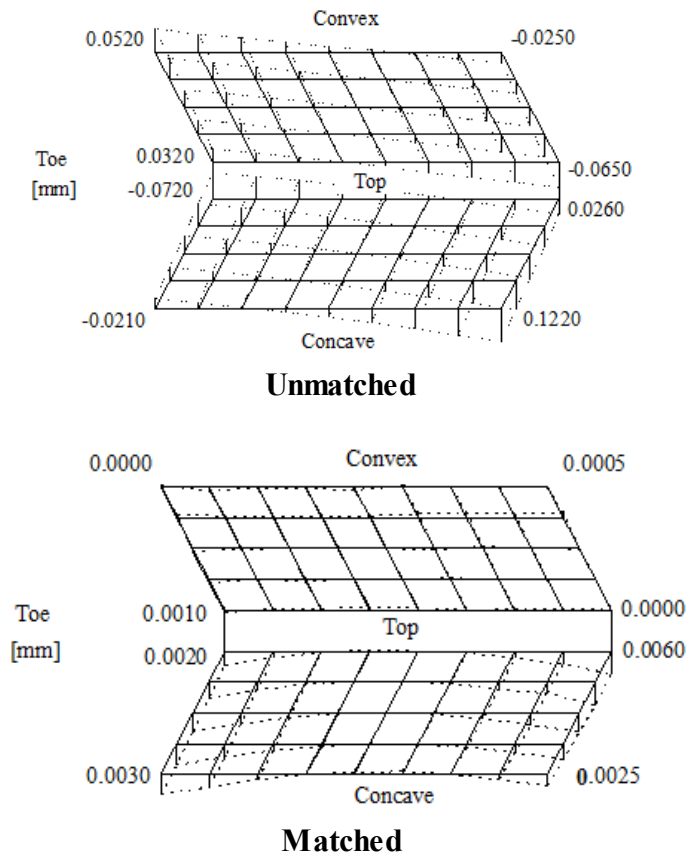 Convex
0.0520
-0.0250
Toe
[mm]
0.0320
-0.0720
Top
-0.0650
0.0260
-0.0210
0.1220
Concave
Unmatched
0.0000
Convex
0.0005
Toe
[mm]
0.0010
0.0020
Top
0.0000
0.0060
0.0030
0.0025
Concave
Matched